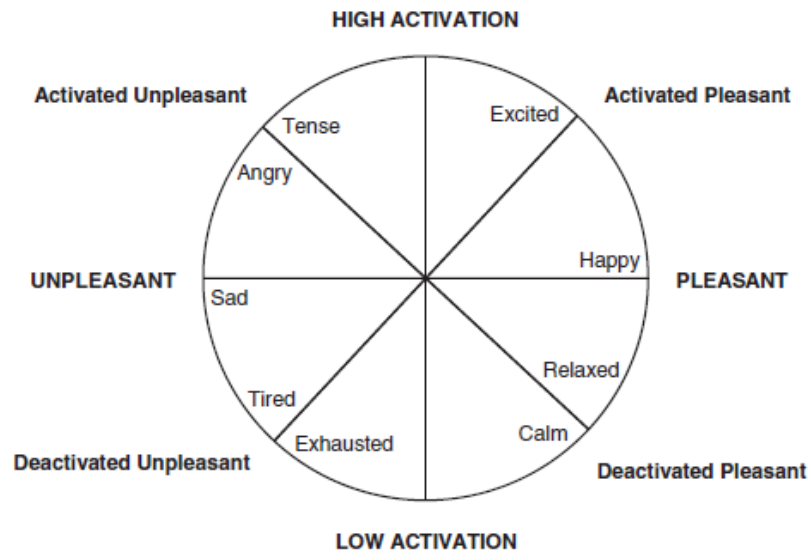 HIGH ACTIVATION
Activated Unpleasant
Activated Pleasant
Tense
Excited
Angry
UNPLEASANT
Happy
PLEASANT
Sad
Relaxed
Tired
Calm
Exhausted
Deactivated Unpleasant
Deactivated Pleasant
LOW ACTIVATION